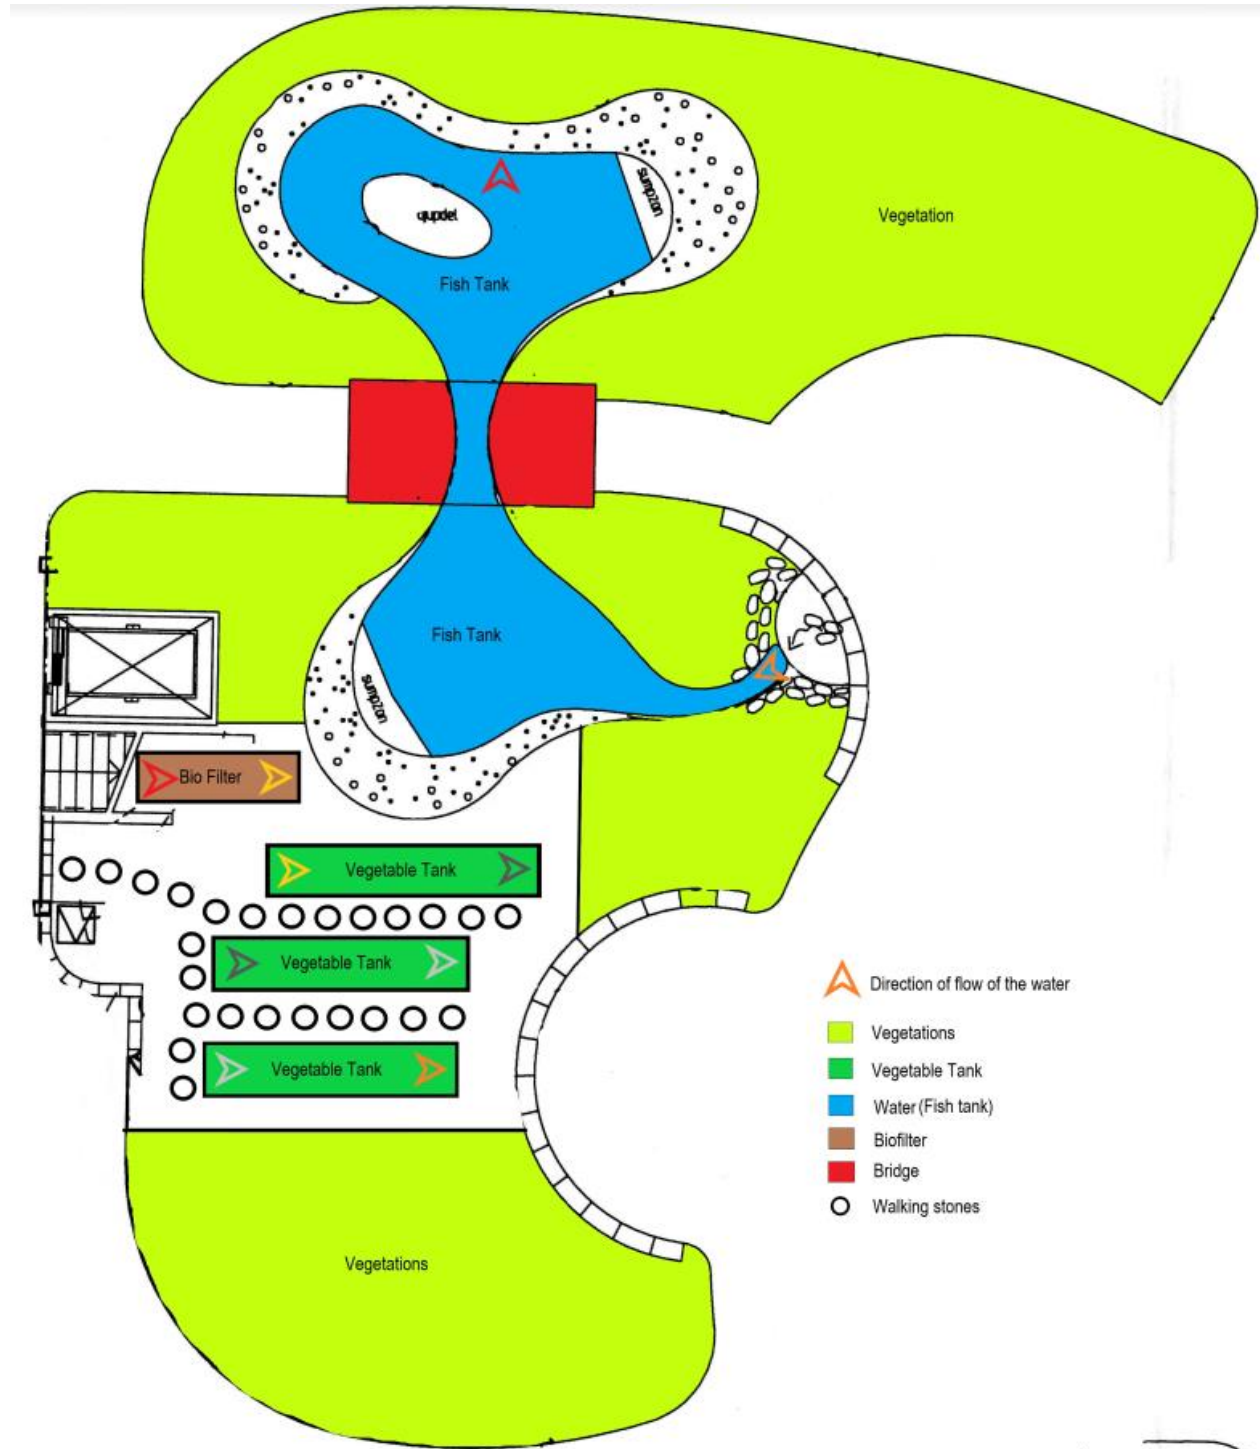 sumpzon
Vegetation
Fish Tank
Fish Tank
sumpzon
Bio Filter
Vegetable Tank
Vegetable Tank
Vegetable Tank
Direction of flow of the water
Vegetations
Vegetable Tank
Water (Fish tank)
Biofilter
Bridge
Walking stones
Vegetations